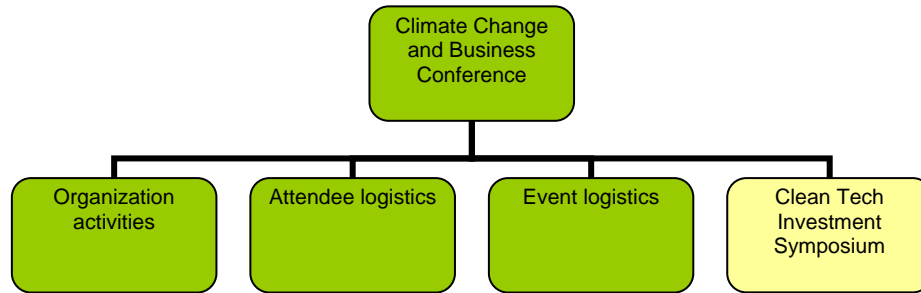 Climate Change
and Business
Conference
Organization
activities
Attendee logistics
Event logistics
Clean Tech
Investment
Symposium